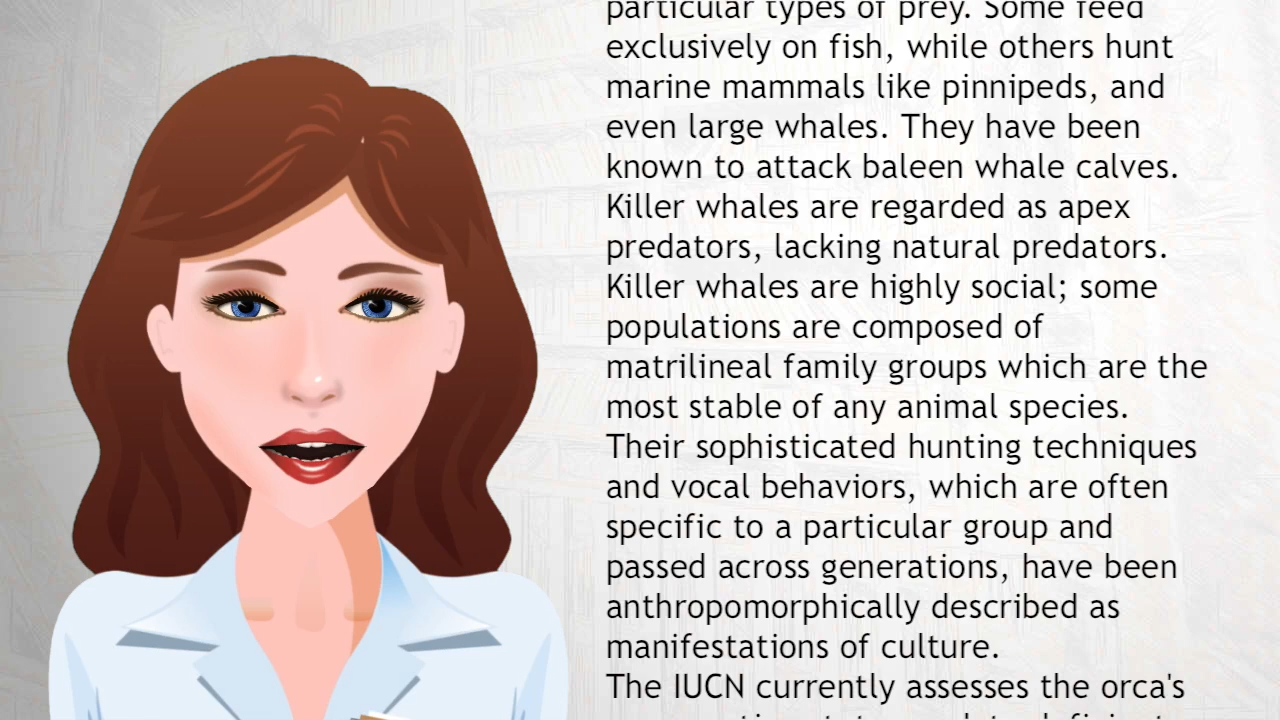 particular types of prey. Some feed
exclusively on fish, while others hunt
marine mammals like pinnipeds, and
even large whales. They have been
known to attack baleen whale calves.
Killer whales are regarded as apex
predators, lacking natural predators.
Killer whales are highly social; some
populations are composed of
matrilineal family groups which are the
most stable of any animal species.
Their sophisticated hunting techniques
and vocal behaviors, which are often
specific to a particular group and
passed across generations, have been
anthropomorphically described as
manifestations of culture.
The IUCN currently assesses the orca's